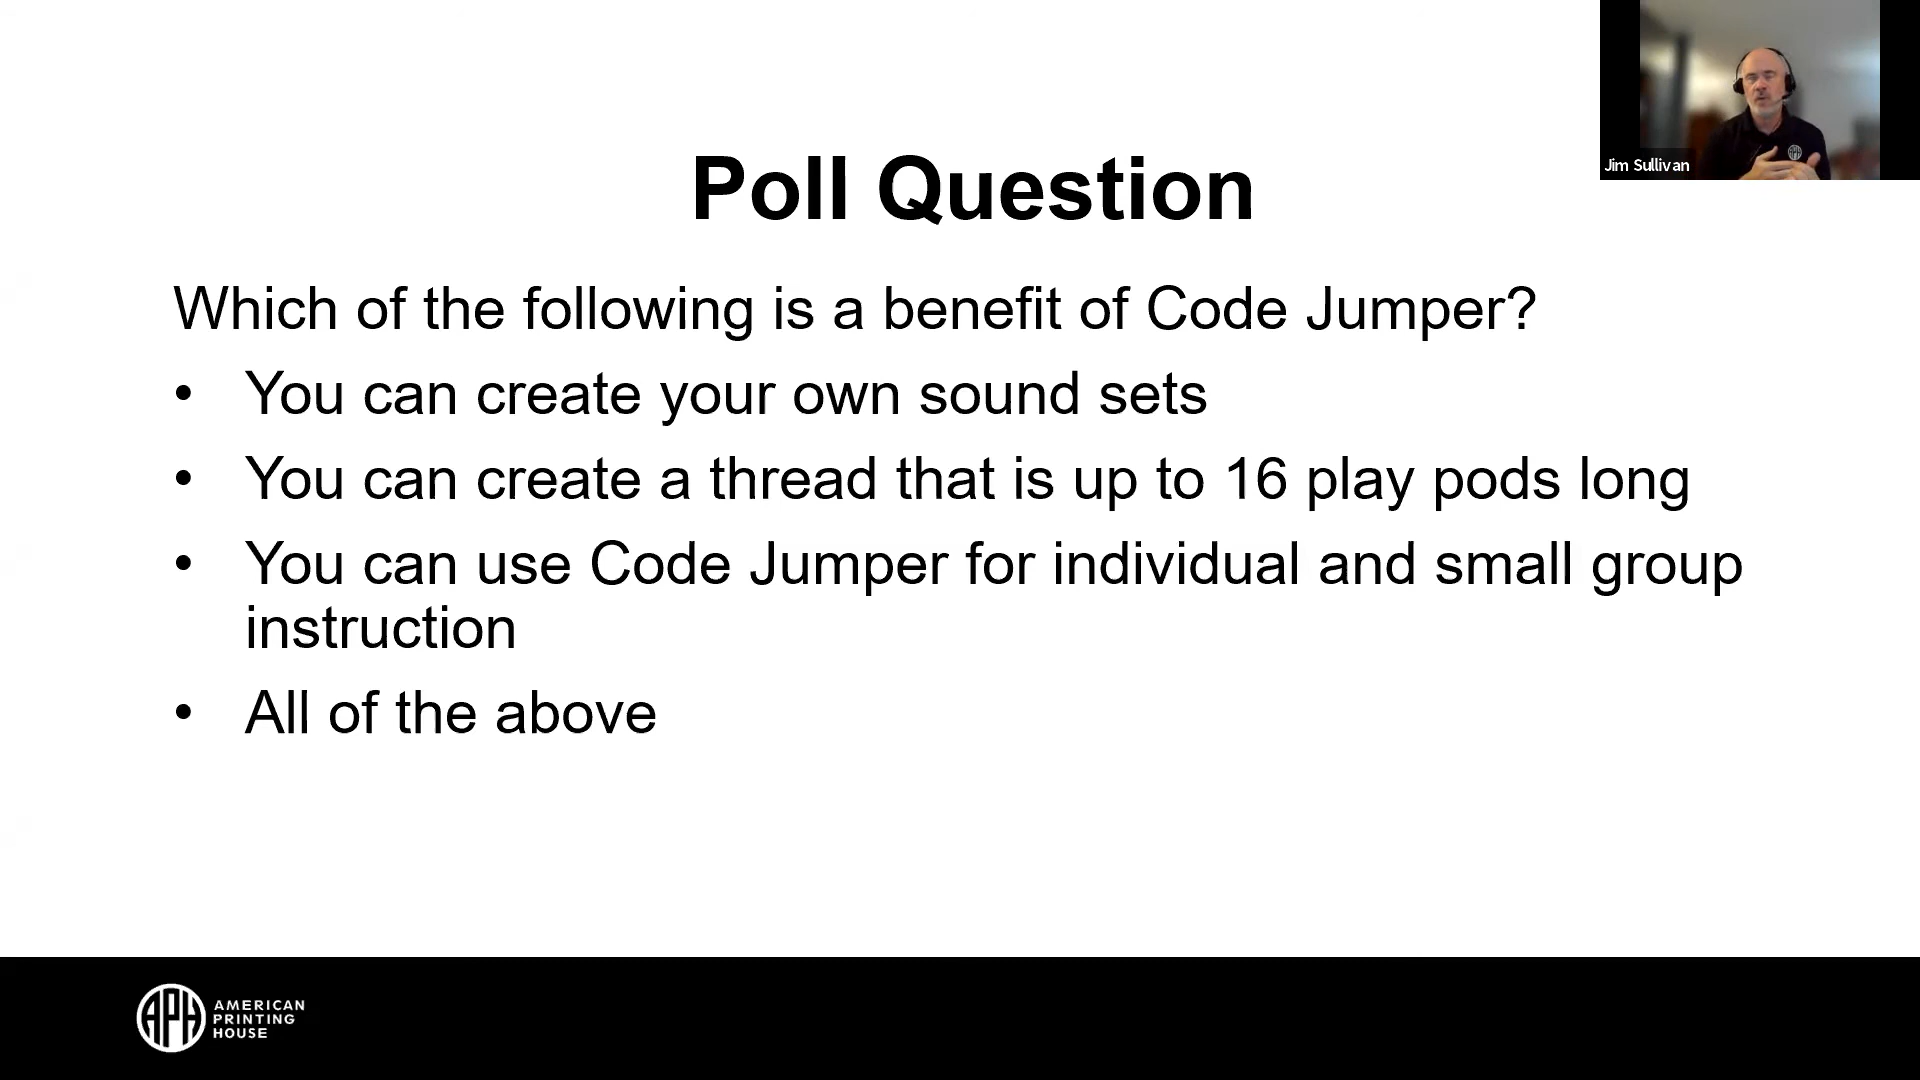 Jim Sullivan
Poll Question
Which of the following is a benefit of Code Jumper?
• You can create your own sound sets
• You can create a thread that is up to 16 play pods long
• You can use Code Jumper for individual and small group
instruction
• All of the above
APH AMERICAN
PRINTING
HOUSE